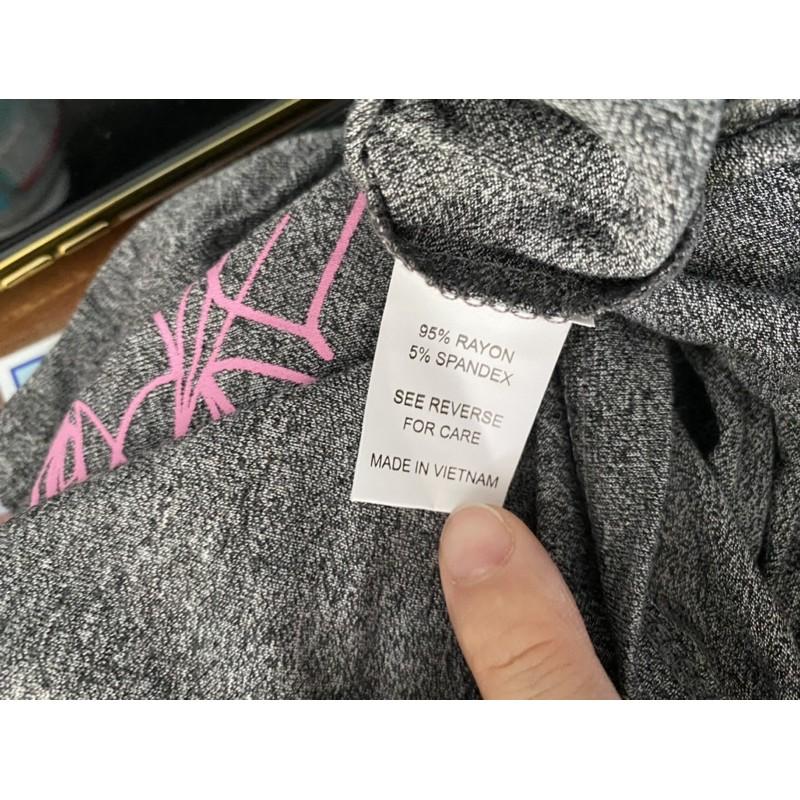 95% RAYON
5% SPANDEX
SEE REVERSE
FOR CARE
MADE IN VIETNAM